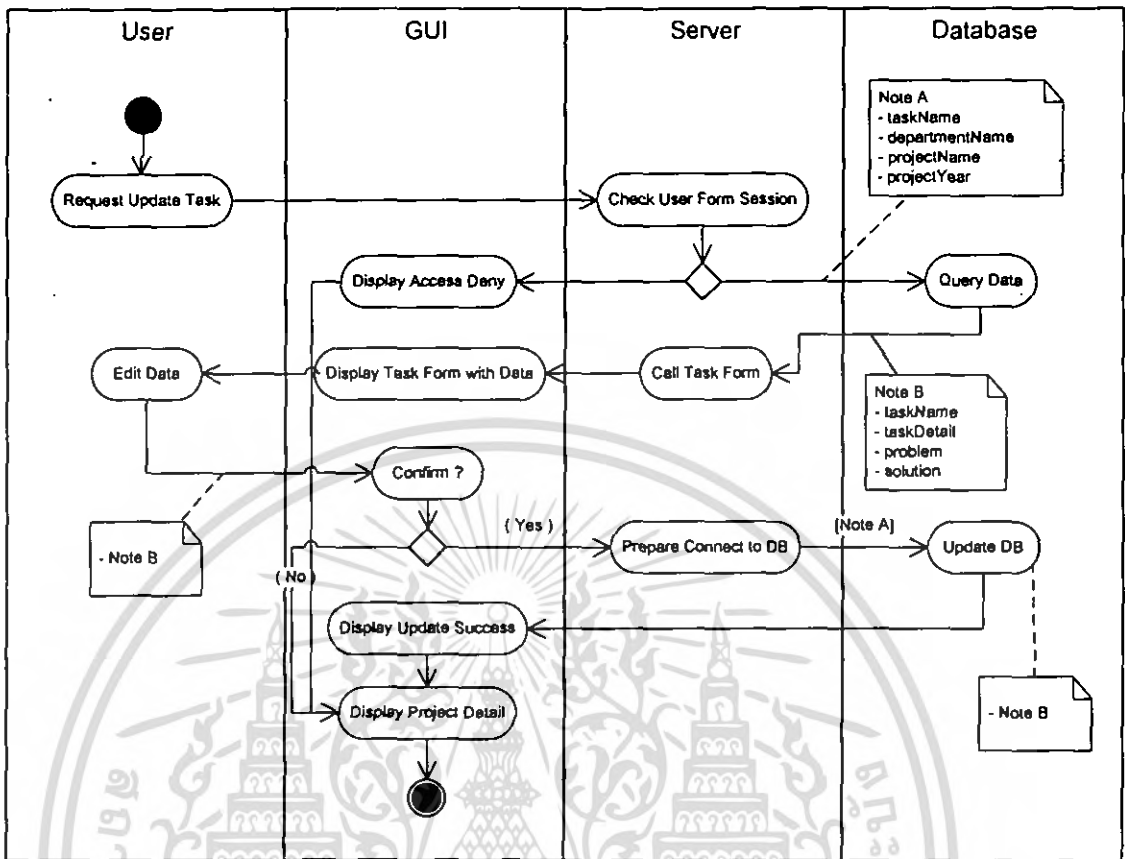 User
GUI
Server
Database
Note A
- taskName
- departmentName
- projectName
- projectYear
Request Update Task
Check User Form Session
Display Access Deny
Query Data
Edit Data
Display Task Form with Data
Call Task Form
Note B
- taskName
- taskDetail
- problem
- solution
Confirm ?
( Yes )
[Note A]
- Note B
Prepare Connect to DB
Update DB
( No )
Display Update Success
Display Project Detail
- Note B